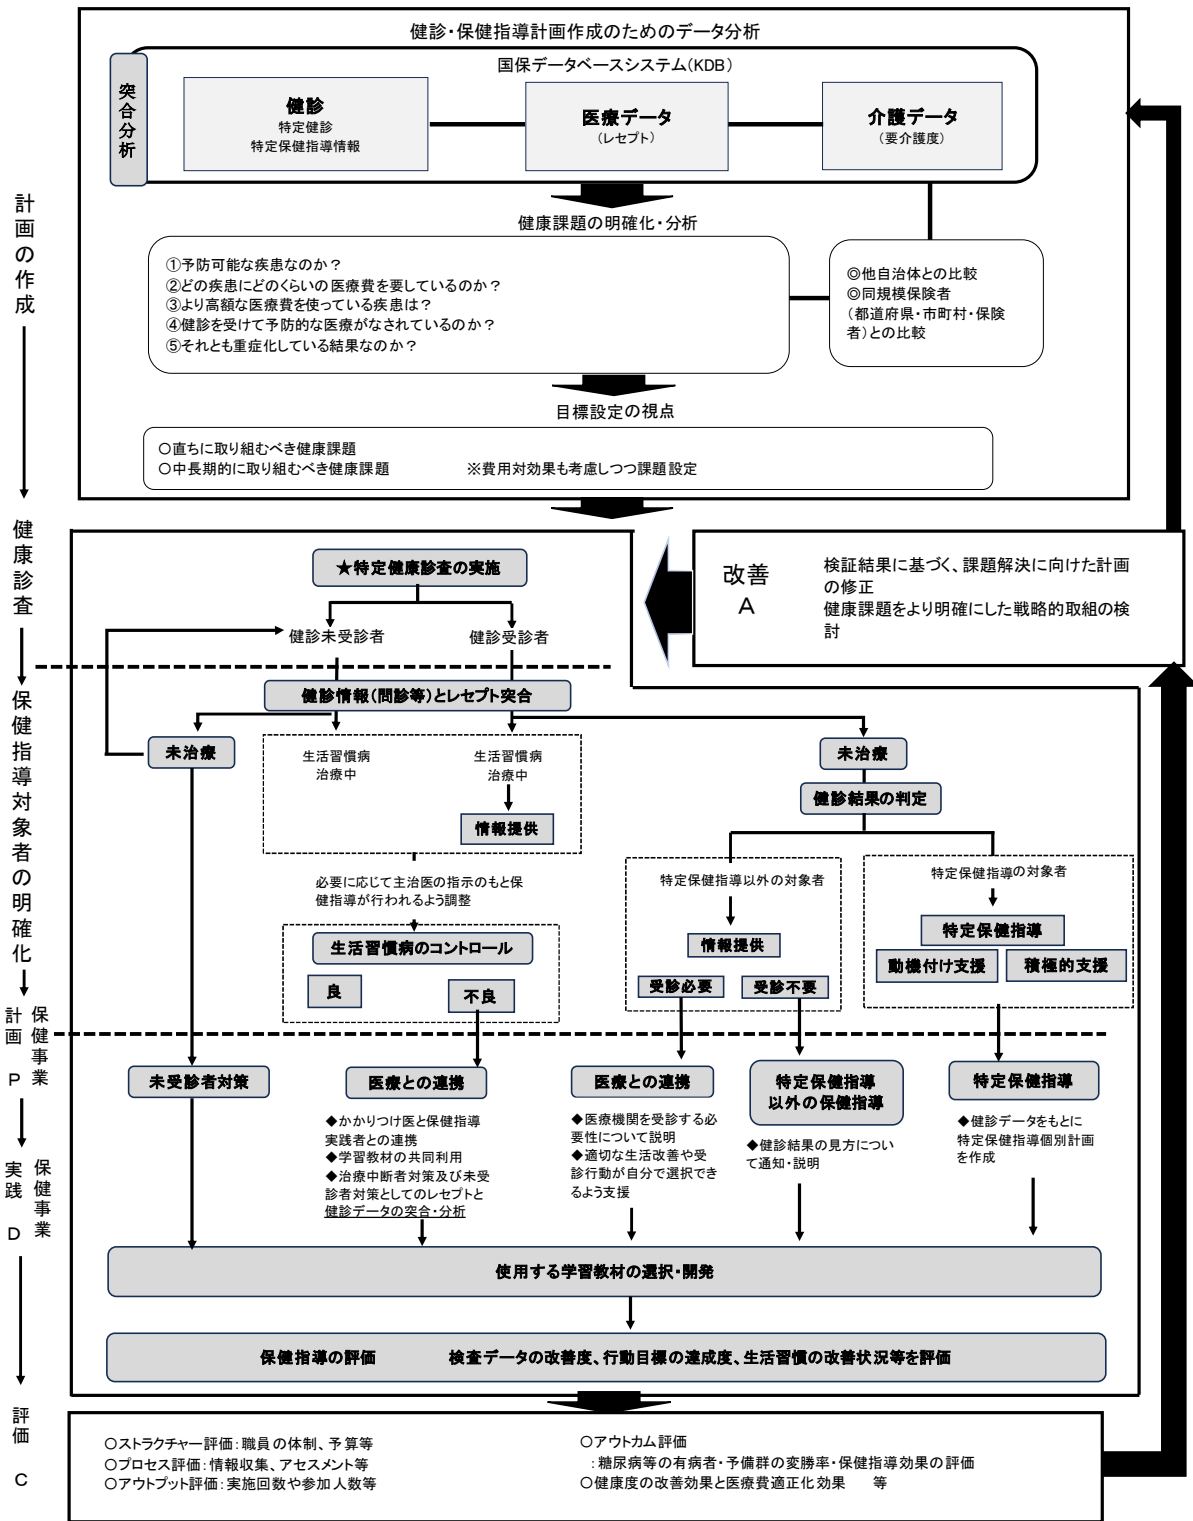 健診・保健指導計画作成のためのデータ分析
国保データベースシステム(KDB)
突合分析
健診
特定健診
特定保健指導情報
医療データ
(レセプト)
介護データ
(要介護度)
計画の作成
健康課題の明確化・分析
①予防可能な疾患なのか？
②どの疾患にどのくらいの医療費を要しているのか？
③より高額な医療費を使っている疾患は？
④健診を受けて予防的な医療がなされているのか？
⑤それとも重症化している結果なのか？
◎他自治体との比較
◎同規模保険者
(都道府県・市町村・保険
者)との比較
目標設定の視点
○直ちに取り組むべき健康課題
○中長期的に取り組むべき健康課題　　　※費用対効果も考慮しつつ課題設定
健康診査
★特定健康診査の実施
健診未受診者
健診受診者
改善
A
検証結果に基づく、課題解決に向けた計画
の修正
健康課題をより明確にした戦略的取組の検
討
保健指導対象者の明確化
健診情報(問診等)とレセプト突合
未治療
生活習慣病
治療中
生活習慣病
治療中
情報提供
未治療
健診結果の判定
必要に応じて主治医の指示のもと保
健指導が行われるよう調整
生活習慣病のコントロール
良
不良
特定保健指導以外の対象者
情報提供
受診必要
受診不要
特定保健指導の対象者
特定保健指導
動機付け支援
積極的支援
保健事業
計画　P
未受診者対策
医療との連携
◆かかりつけ医と保健指導
実践者との連携
◆学習教材の共同利用
◆治療中断者対策及び未受
診者対策としてのレセプトと
健診データの突合・分析
医療との連携
◆医療機関を受診する必
要性について説明
◆適切な生活改善や受
診行動が自分で選択でき
るよう支援
特定保健指導
以外の保健指導
◆健診結果の見方につい
て通知・説明
特定保健指導
◆健診データをもとに
特定保健指導個別計画
を作成
保健事業
実践　D
使用する学習教材の選択・開発
保健指導の評価　　　　検査データの改善度、行動目標の達成度、生活習慣の改善状況等を評価
評価　C
○ストラクチャー評価：職員の体制、予算等
○プロセス評価：情報収集、アセスメント等
○アウトプット評価：実施回数や参加人数等
○アウトカム評価
：糖尿病等の有病者・予備群の変勝率・保健指導効果の評価
○健康度の改善効果と医療費適正化効果　等